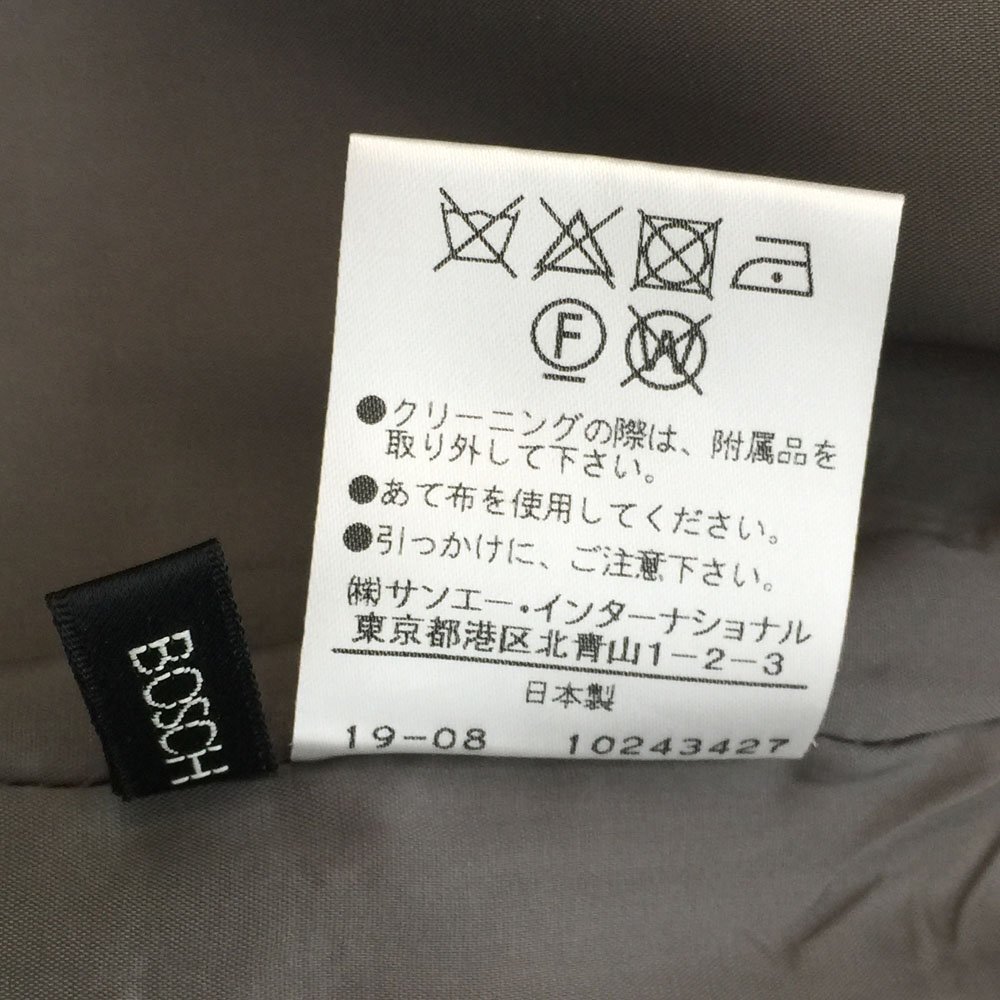 F
W
●クリーニングの際は、附属品を
取り外して下さい。
●あて布を使用してください。
●引っかけに、ご注意下さい。
㈱サンエー・インターナショナル
東京都港区北青山1-2-3
日本製
19-08 10243427
BOSCH